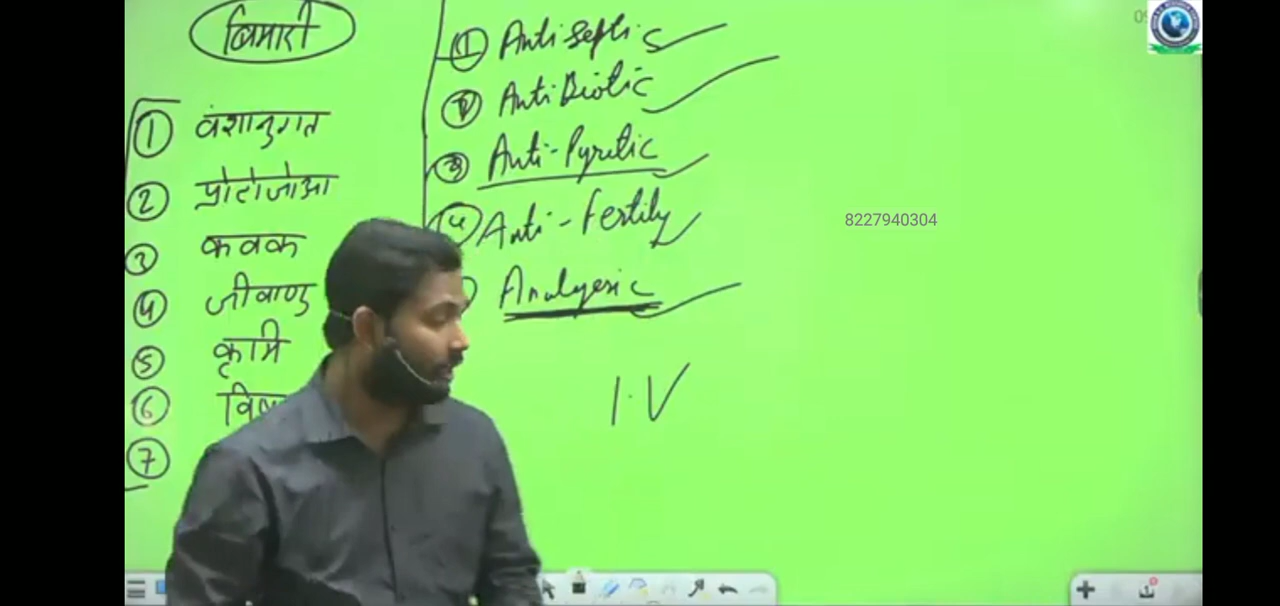 बिमारी
① वंशानुगत
② प्रोटोजोआ
③ कवक
④ जीवाणु
⑤ कृमि
⑥ विषा
⑦
① Anti septic
② Anti Biotic
③ Anti-Pyretic
④ Anti-Fertily
Analgesic
I.V
8227940304